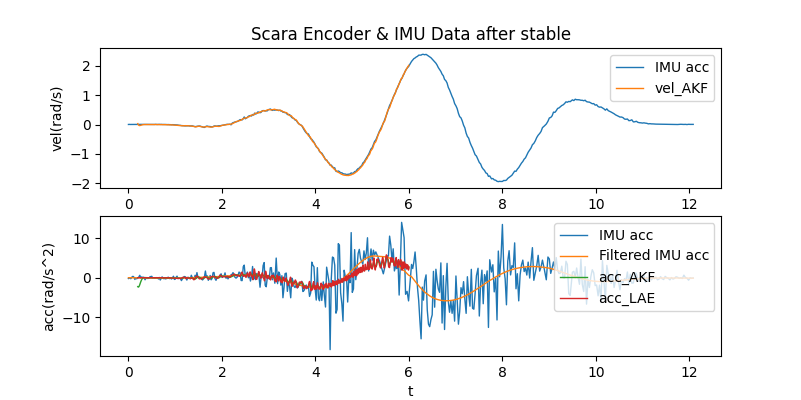 Scara Encoder & IMU Data after stable
vel(rad/s)
2
1
0
−1
−2
IMU acc
vel_AKF
0
2
4
6
8
10
12
acc(rad/s^2)
10
0
−10
IMU acc
Filtered IMU acc
acc_AKF
acc_LAE
0
2
4
6
8
10
12
t